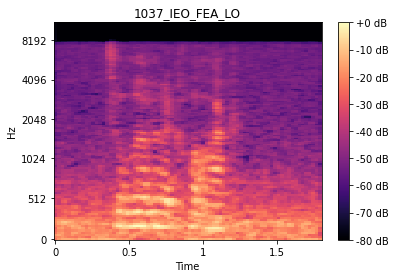 1037_IEO_FEA_LO
+0 dB
8192
-10 dB
4096
-20 dB
-30 dB
2048
Hz
-40 dB
1024
-50 dB
512
-60 dB
-70 dB
0
-80 dB
0
0.5
1
1.5
Time